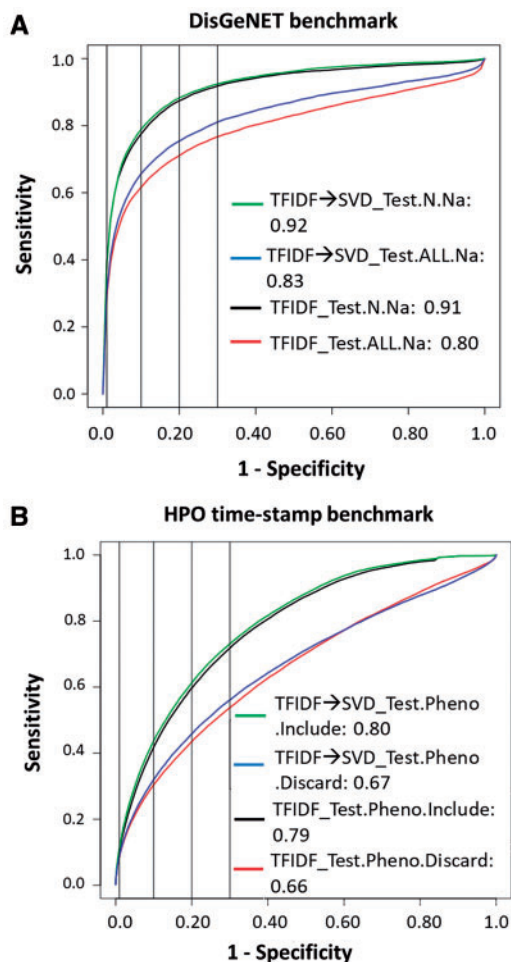 A
DisGeNET benchmark
1.0
0.8
0.6
0.4
0.2
0.0
Sensitivity
TFIDF→SVD_Test.N.Na:
0.92
TFIDF→SVD_Test.ALL.Na:
0.83
TFIDF_Test.N.Na: 0.91
TFIDF_Test.ALL.Na: 0.80
0.0 0.20 0.40 0.60 0.80 1.0
1 - Specificity
B
HPO time-stamp benchmark
1.0
0.8
0.6
0.4
0.2
0.0
Sensitivity
TFIDF→SVD_Test.Pheno
.Include: 0.80
TFIDF→SVD_Test.Pheno
.Discard: 0.67
TFIDF_Test.Pheno.Include:
0.79
TFIDF_Test.Pheno.Discard:
0.66
0.0 0.20 0.40 0.60 0.80 1.0
1 - Specificity